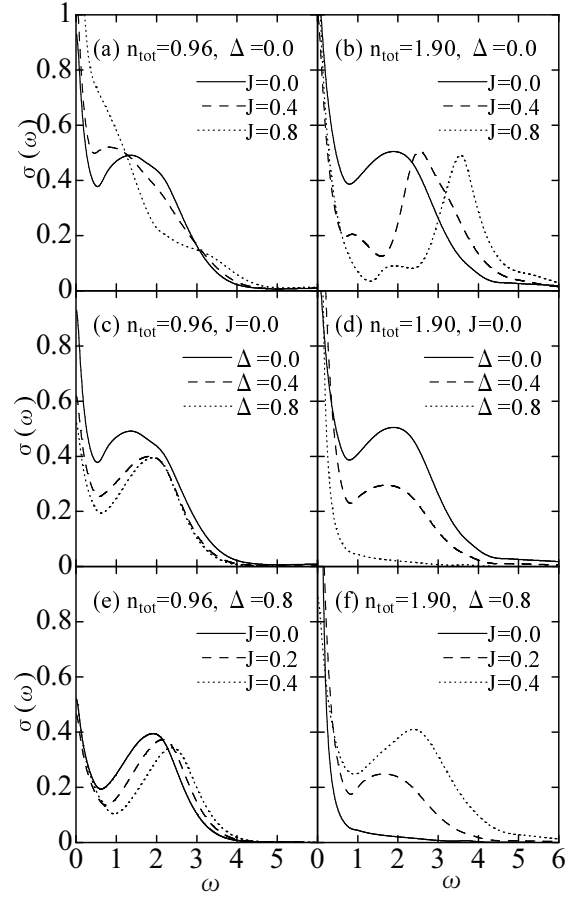 (a) n_tot=0.96, Δ=0.0
J=0.0
J=0.4
J=0.8
1
0.8
0.6
0.4
0.2
0
σ(ω)
(b) n_tot=1.90, Δ=0.0
J=0.0
J=0.4
J=0.8
(c) n_tot=0.96, J=0.0
Δ=0.0
Δ=0.4
Δ=0.8
0.8
0.6
0.4
0.2
0
σ(ω)
(d) n_tot=1.90, J=0.0
Δ=0.0
Δ=0.4
Δ=0.8
(e) n_tot=0.96, Δ=0.8
J=0.0
J=0.2
J=0.4
0.8
0.6
0.4
0.2
0
σ(ω)
(f) n_tot=1.90, Δ=0.8
J=0.0
J=0.2
J=0.4
0 1 2 3 4 5 0 1 2 3 4 5 6
ω ω